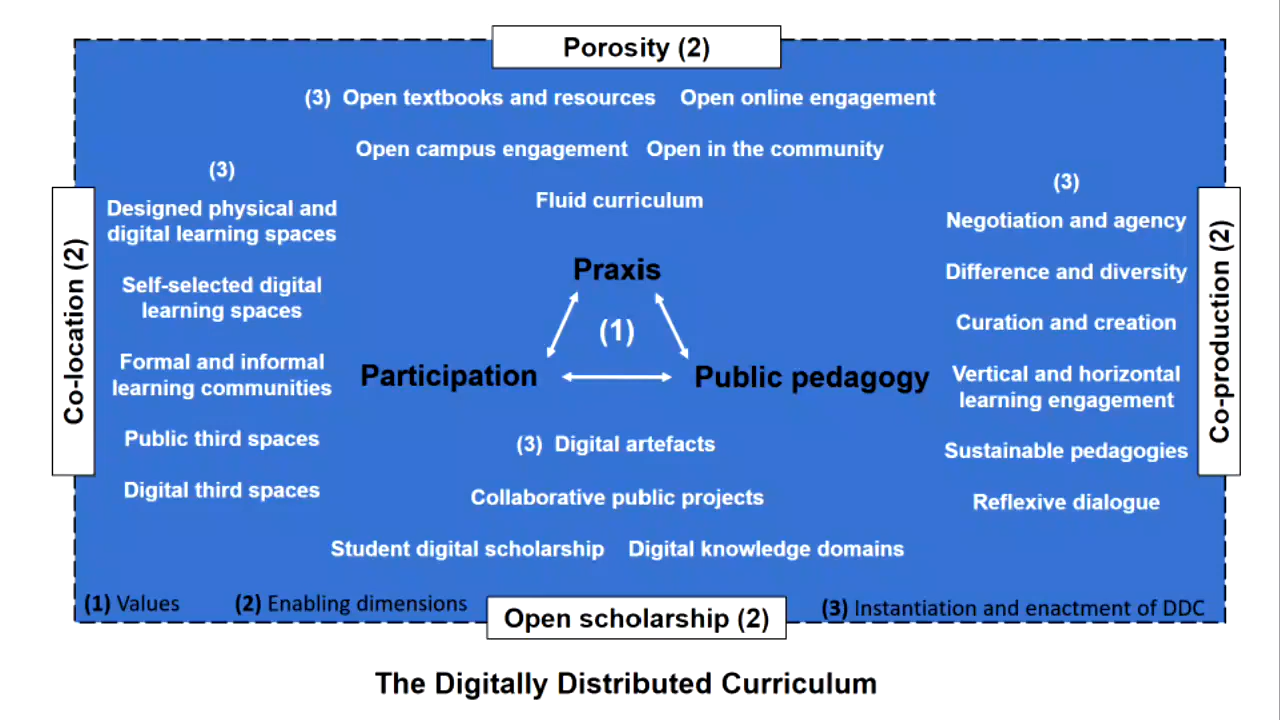 Porosity (2)
(3) Open textbooks and resources Open online engagement
Open campus engagement Open in the community
Fluid curriculum
Co-location (2)
(3)
Designed physical and
digital learning spaces
Self-selected digital
learning spaces
Formal and informal
learning communities
Public third spaces
Digital third spaces
Praxis
(1)
Participation
Public pedagogy
(3) Digital artefacts
Collaborative public projects
Student digital scholarship Digital knowledge domains
(3)
Negotiation and agency
Difference and diversity
Curation and creation
Vertical and horizontal
learning engagement
Sustainable pedagogies
Reflexive dialogue
Co-production (2)
(1) Values
(2) Enabling dimensions
Open scholarship (2)
(3) Instantiation and enactment of DDC
The Digitally Distributed Curriculum